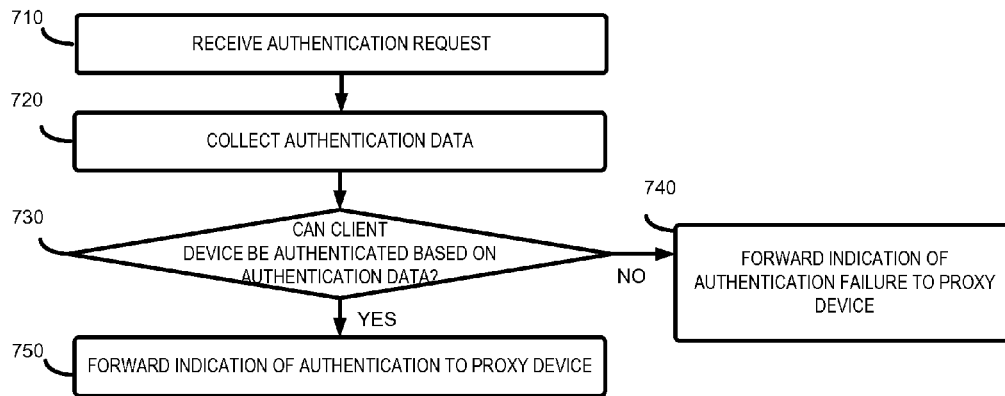 710
RECEIVE AUTHENTICATION REQUEST
720
COLLECT AUTHENTICATION DATA
730
CAN CLIENT
DEVICE BE AUTHENTICATED BASED ON
AUTHENTICATION DATA?
NO
740
FORWARD INDICATION OF
AUTHENTICATION FAILURE TO PROXY
DEVICE
YES
750
FORWARD INDICATION OF AUTHENTICATION TO PROXY DEVICE